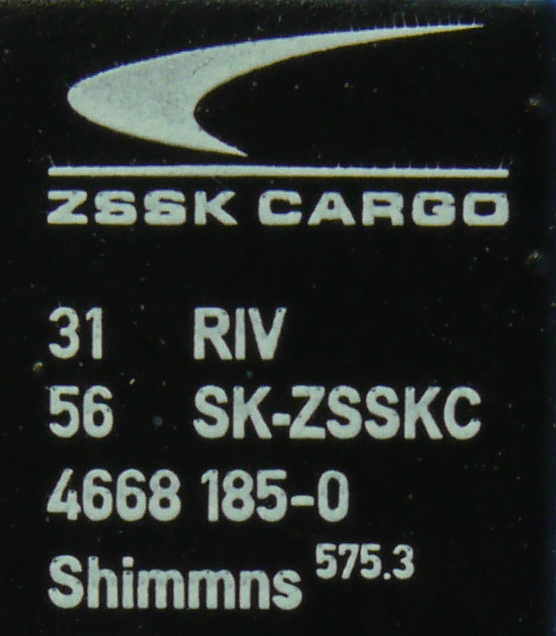 ZSSK CARGO
31 RIV
56 SK-ZSSKC
4668 185-0
Shimmns 575.3